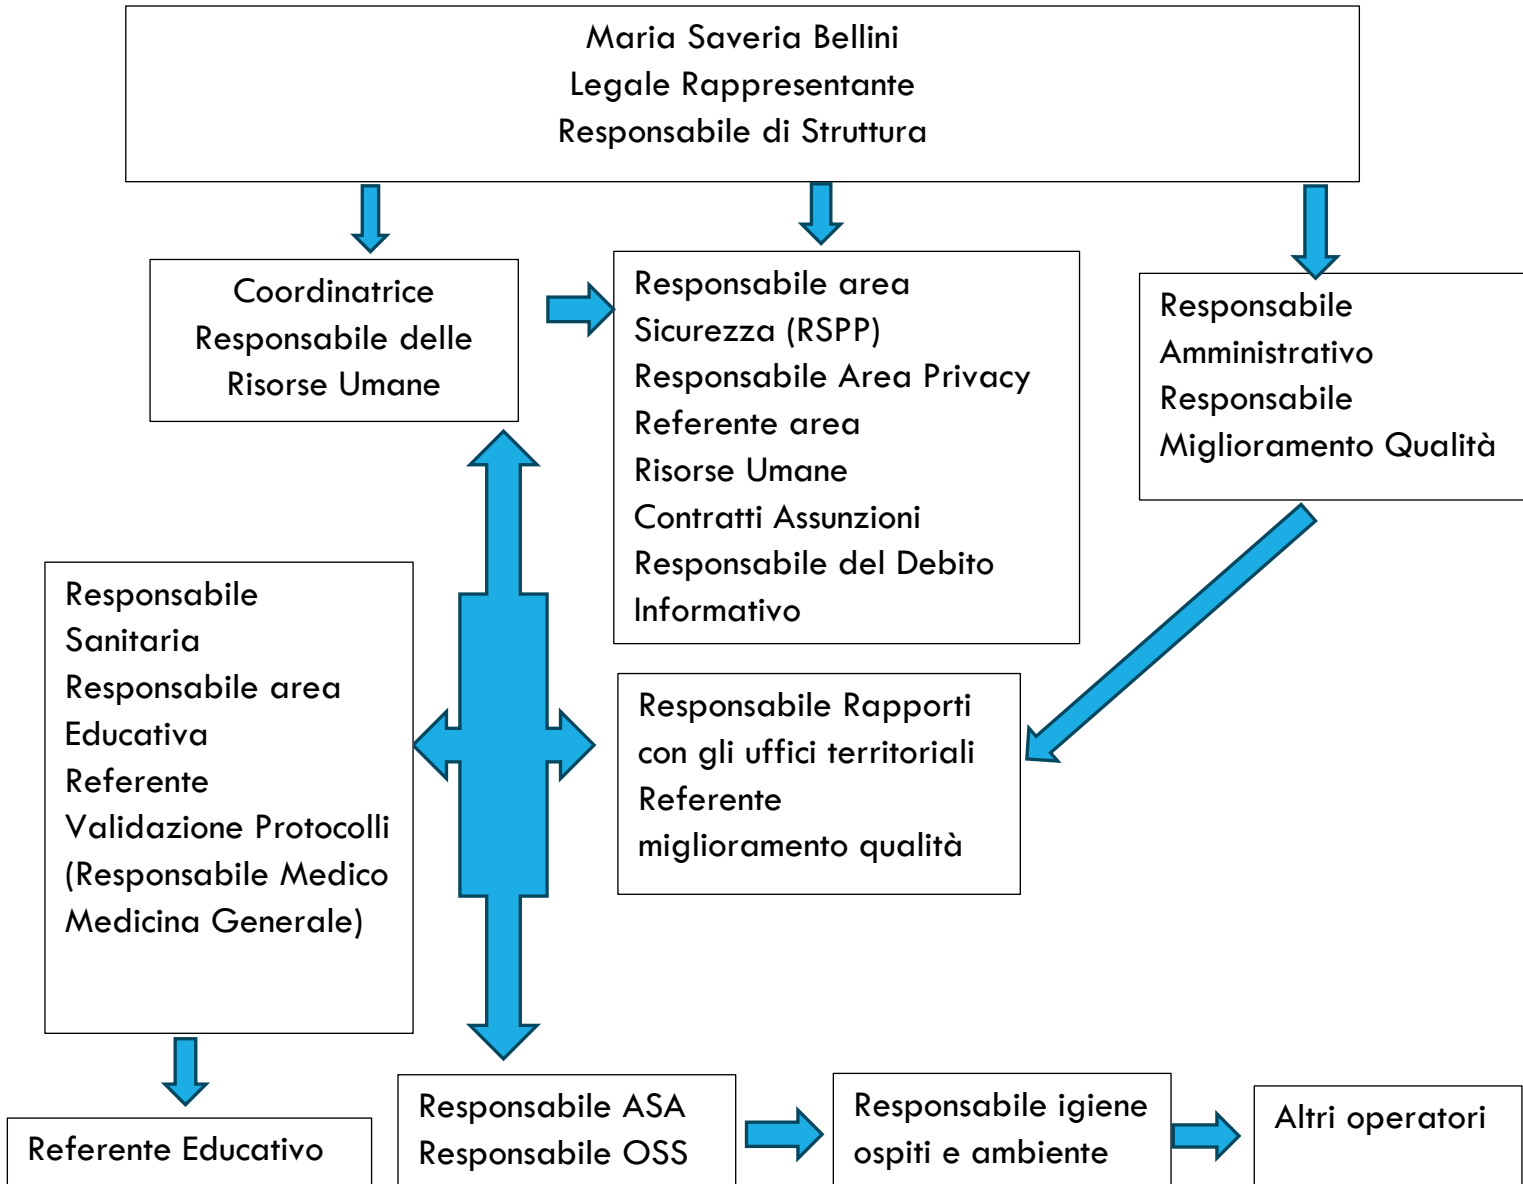 Maria Saveria Bellini
Legale Rappresentante
Responsabile di Struttura
Coordinatrice
Responsabile delle
Risorse Umane
Responsabile area
Sicurezza (RSPP)
Responsabile Area Privacy
Referente area
Risorse Umane
Contratti Assunzioni
Responsabile del Debito
Informativo
Responsabile
Amministrativo
Responsabile
Miglioramento Qualità
Responsabile
Sanitaria
Responsabile area
Educativa
Referente
Validazione Protocolli
(Responsabile Medico
Medicina Generale)
Responsabile Rapporti
con gli uffici territoriali
Referente
miglioramento qualità
Referente Educativo
Responsabile ASA
Responsabile OSS
Responsabile igiene
ospiti e ambiente
Altri operatori